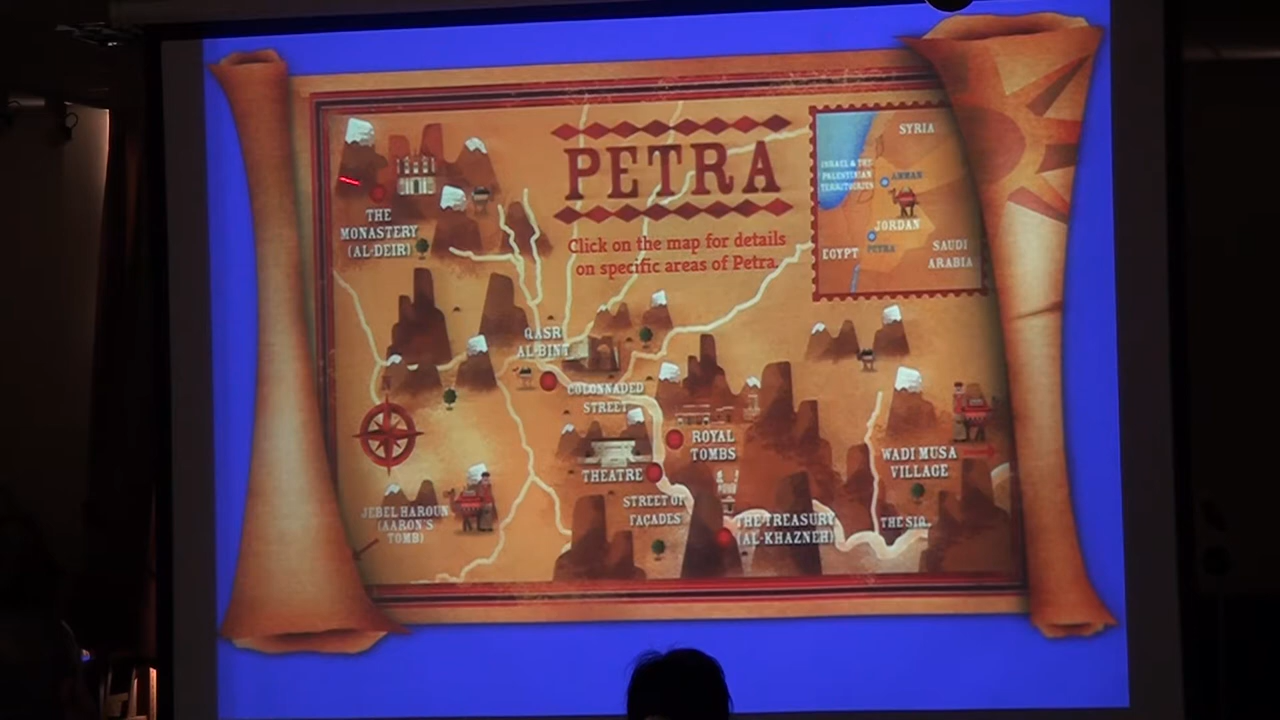 PETRA
Click on the map for details
on specific areas of Petra.
SYRIA
ISRAEL & THE
PALESTINIAN
TERRITORIES
AMMAN
JORDAN
PETRA
EGYPT
SAUDI
ARABIA
THE
MONASTERY
(AL-DEIR)
QASR
AL-BINT
COLONNADED
STREET
ROYAL
TOMBS
THEATRE
STREET OF
FAÇADES
THE TREASURY
(AL-KHAZNEH)
WADI MUSA
VILLAGE
THE SIQ
JEBEL HAROUN
(AARON'S
TOMB)
N